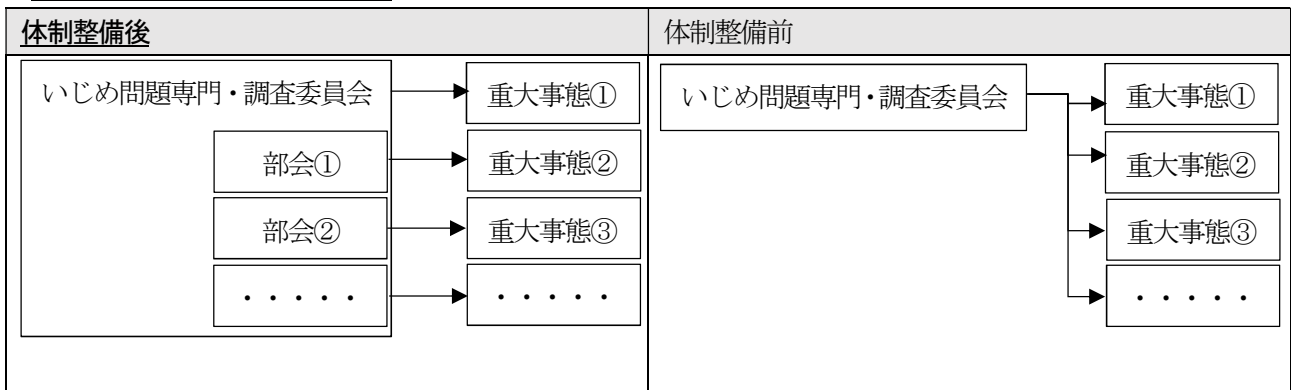 体制整備後
体制整備前
いじめ問題専門・調査委員会
重大事態①
部会①
重大事態②
部会②
重大事態③
・・・・・
・・・・・
いじめ問題専門・調査委員会
重大事態①
重大事態②
重大事態③
・・・・・